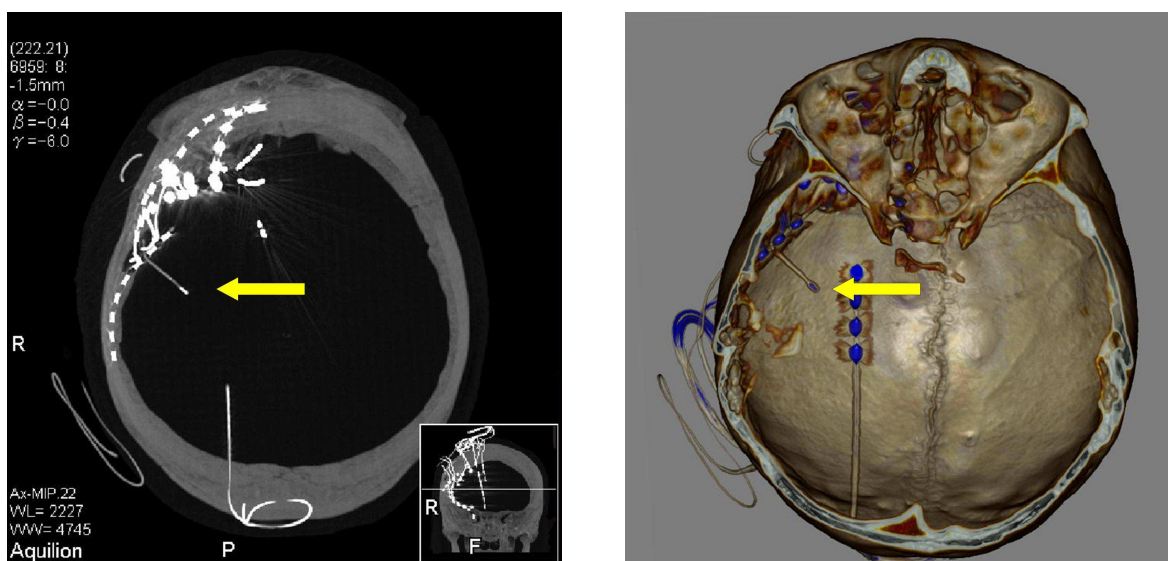 (222.21)
6959: 8:
-1.5mm
α=-0.0
β=-0.4
γ=-6.0
R
Ax-MIP.22
WL= 2227
WW= 4745
Aquilion
P
R
F